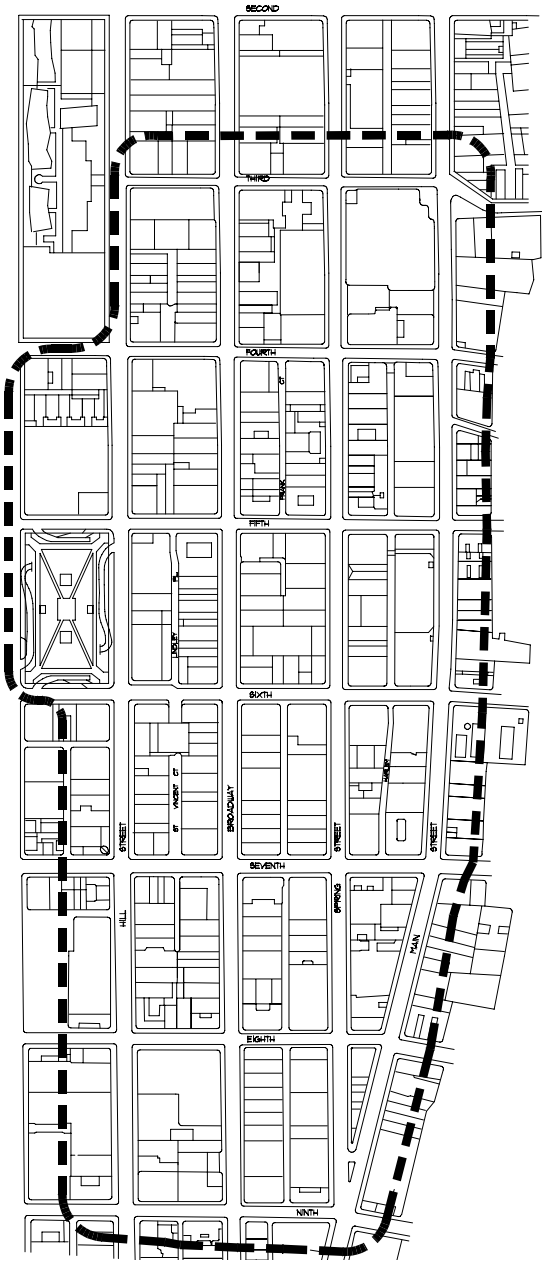 SECOND
THIRD
FOURTH
CT
FRANK
FIFTH
PL
LINDLEY
SIXTH
ST VINCENT CT
HARLEM
STREET
BROADWAY
STREET
STREET
SEVENTH
HILL
SPRING
MAIN
EIGHTH
NINTH